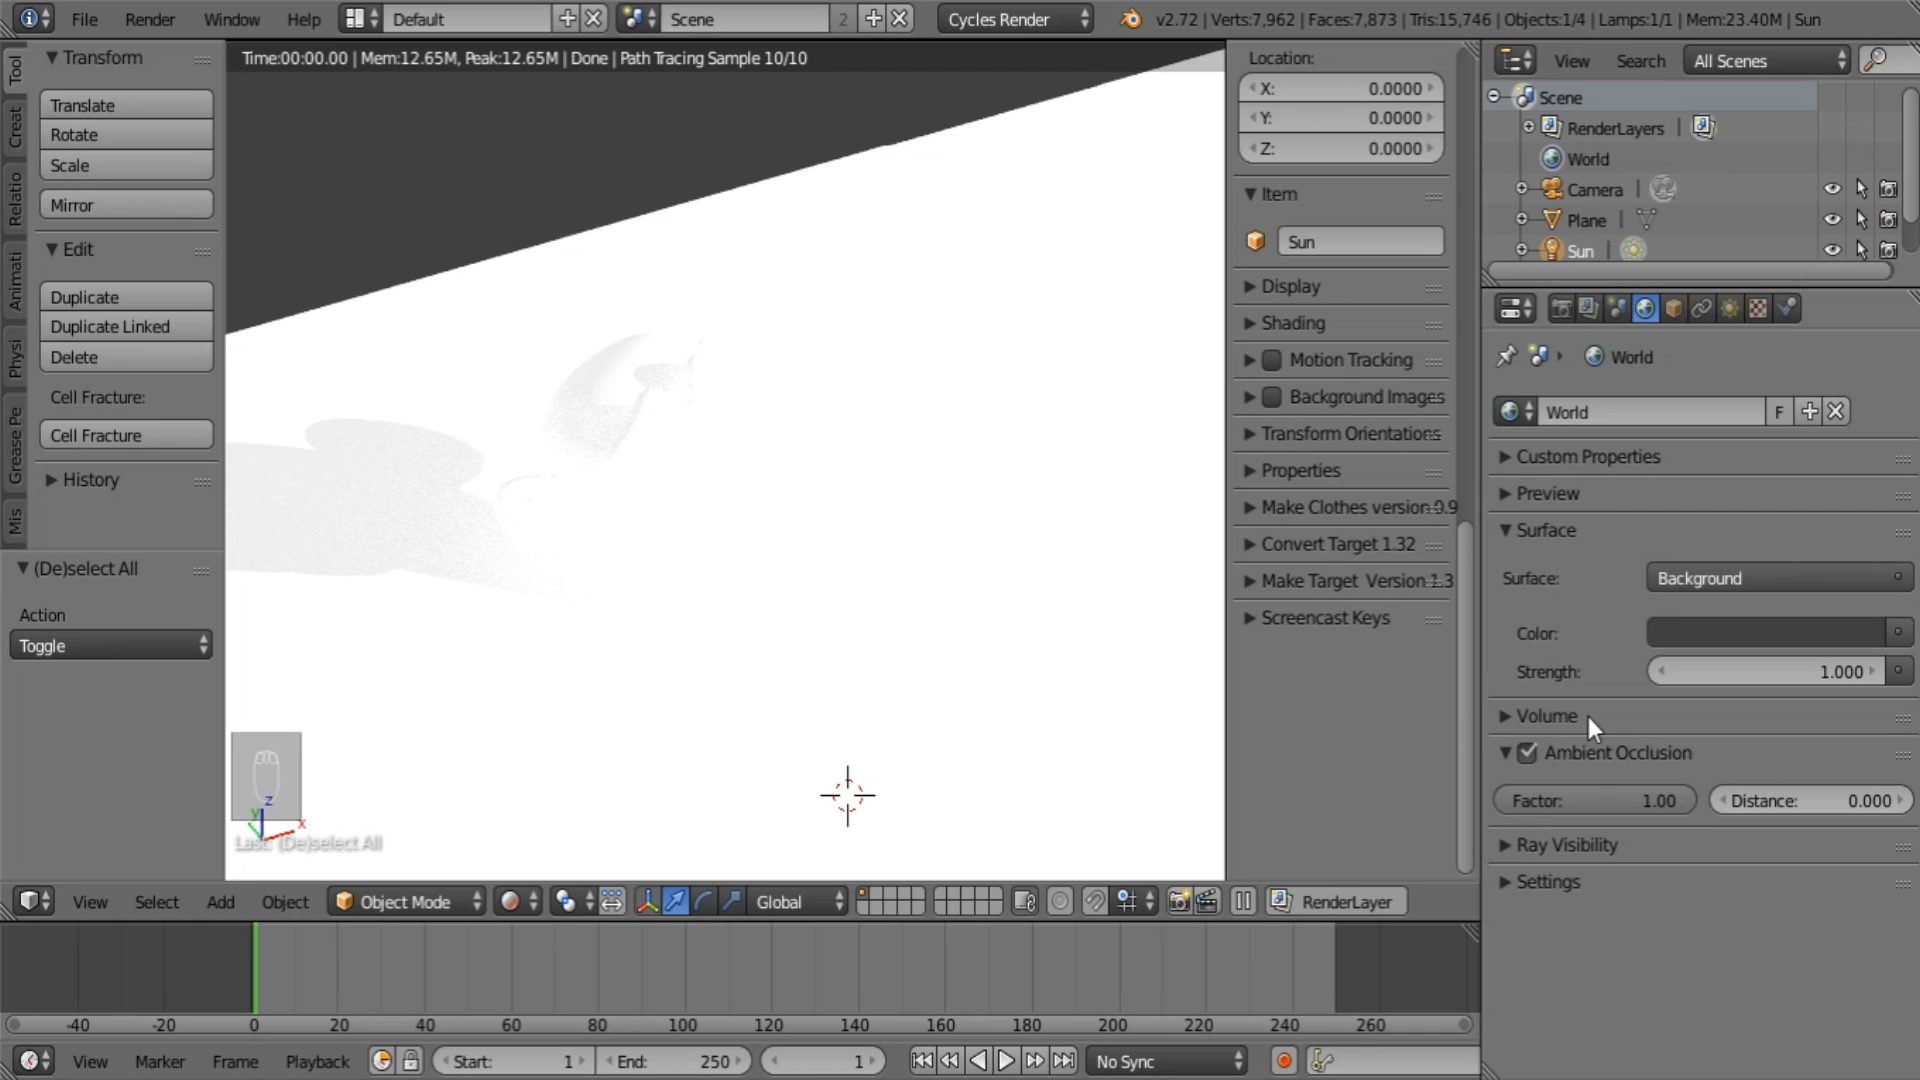 File Render Window Help Default Scene 2 Cycles Render v2.72 | Verts:7,962 | Faces:7,873 | Tris:15,746 | Objects:1/4 | Lamps:1/1 | Mem:23.40M | Sun
Time:00:00.00 | Mem:12.65M, Peak:12.65M | Done | Path Tracing Sample 10/10
Tool
Creat
Relatio
Animati
Physi
Grease Pe
Mis
Transform
Translate
Rotate
Scale
Mirror
Edit
Duplicate
Duplicate Linked
Delete
Cell Fracture:
Cell Fracture
History
(De)select All
Action
Toggle
z
y
x
Last: (De)select All
Location:
X: 0.0000
Y: 0.0000
Z: 0.0000
Item
Sun
Display
Shading
Motion Tracking
Background Images
Transform Orientations
Properties
Make Clothes version 0.9
Convert Target 1.32
Make Target Version 1.3
Screencast Keys
View Search All Scenes
Scene
RenderLayers |
World
Camera |
Plane |
Sun |
World
World F
Custom Properties
Preview
Surface
Surface: Background
Color:
Strength: 1.000
Volume
Ambient Occlusion
Factor: 1.00 Distance: 0.000
Ray Visibility
Settings
View Select Add Object Object Mode Global RenderLayer
-40 -20 0 20 40 60 80 100 120 140 160 180 200 220 240 260
View Marker Frame Playback Start: 1 End: 250 1 No Sync